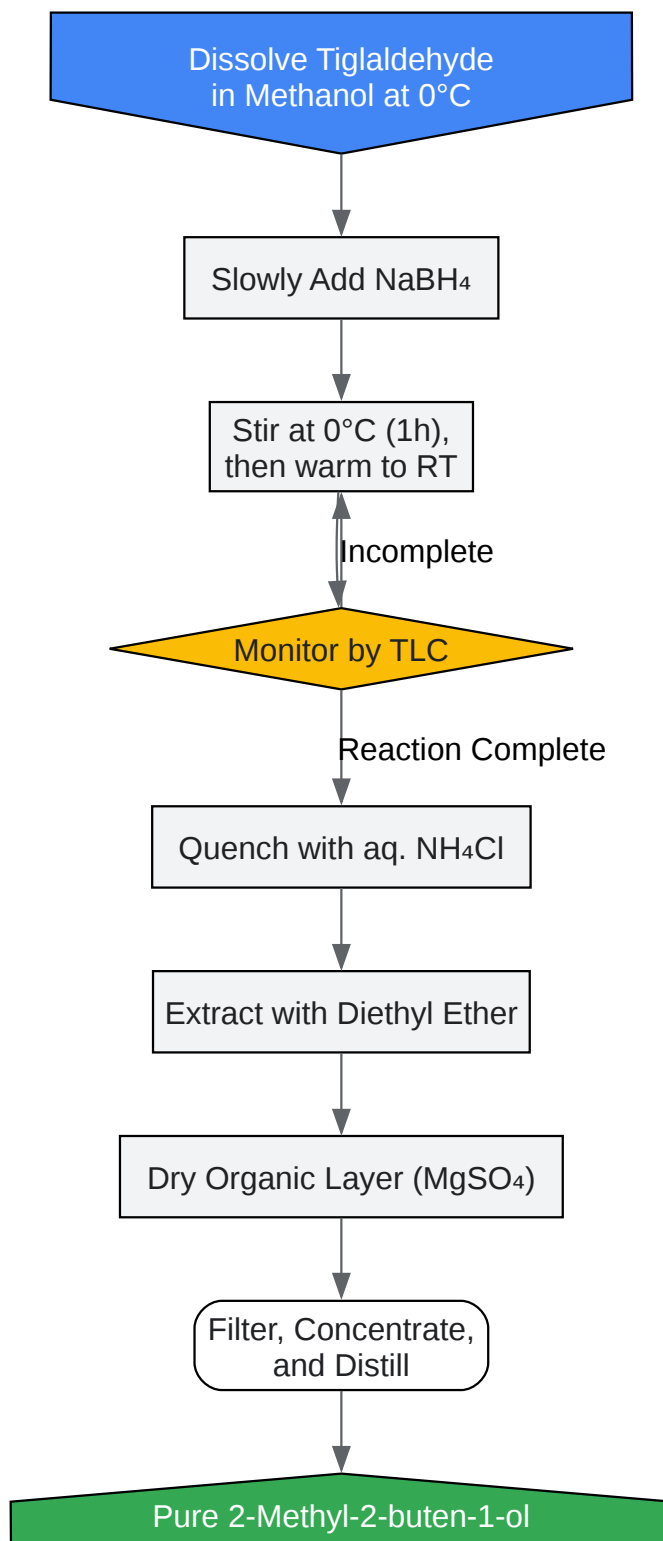 Dissolve Tiglaldehyde
in Methanol at 0°C
Slowly Add NaBH₄
Stir at 0°C (1h),
then warm to RT
Incomplete
Monitor by TLC
Reaction Complete
Quench with aq. NH₄Cl
Extract with Diethyl Ether
Dry Organic Layer (MgSO₄)
Filter, Concentrate,
and Distill
Pure 2-Methyl-2-buten-1-ol